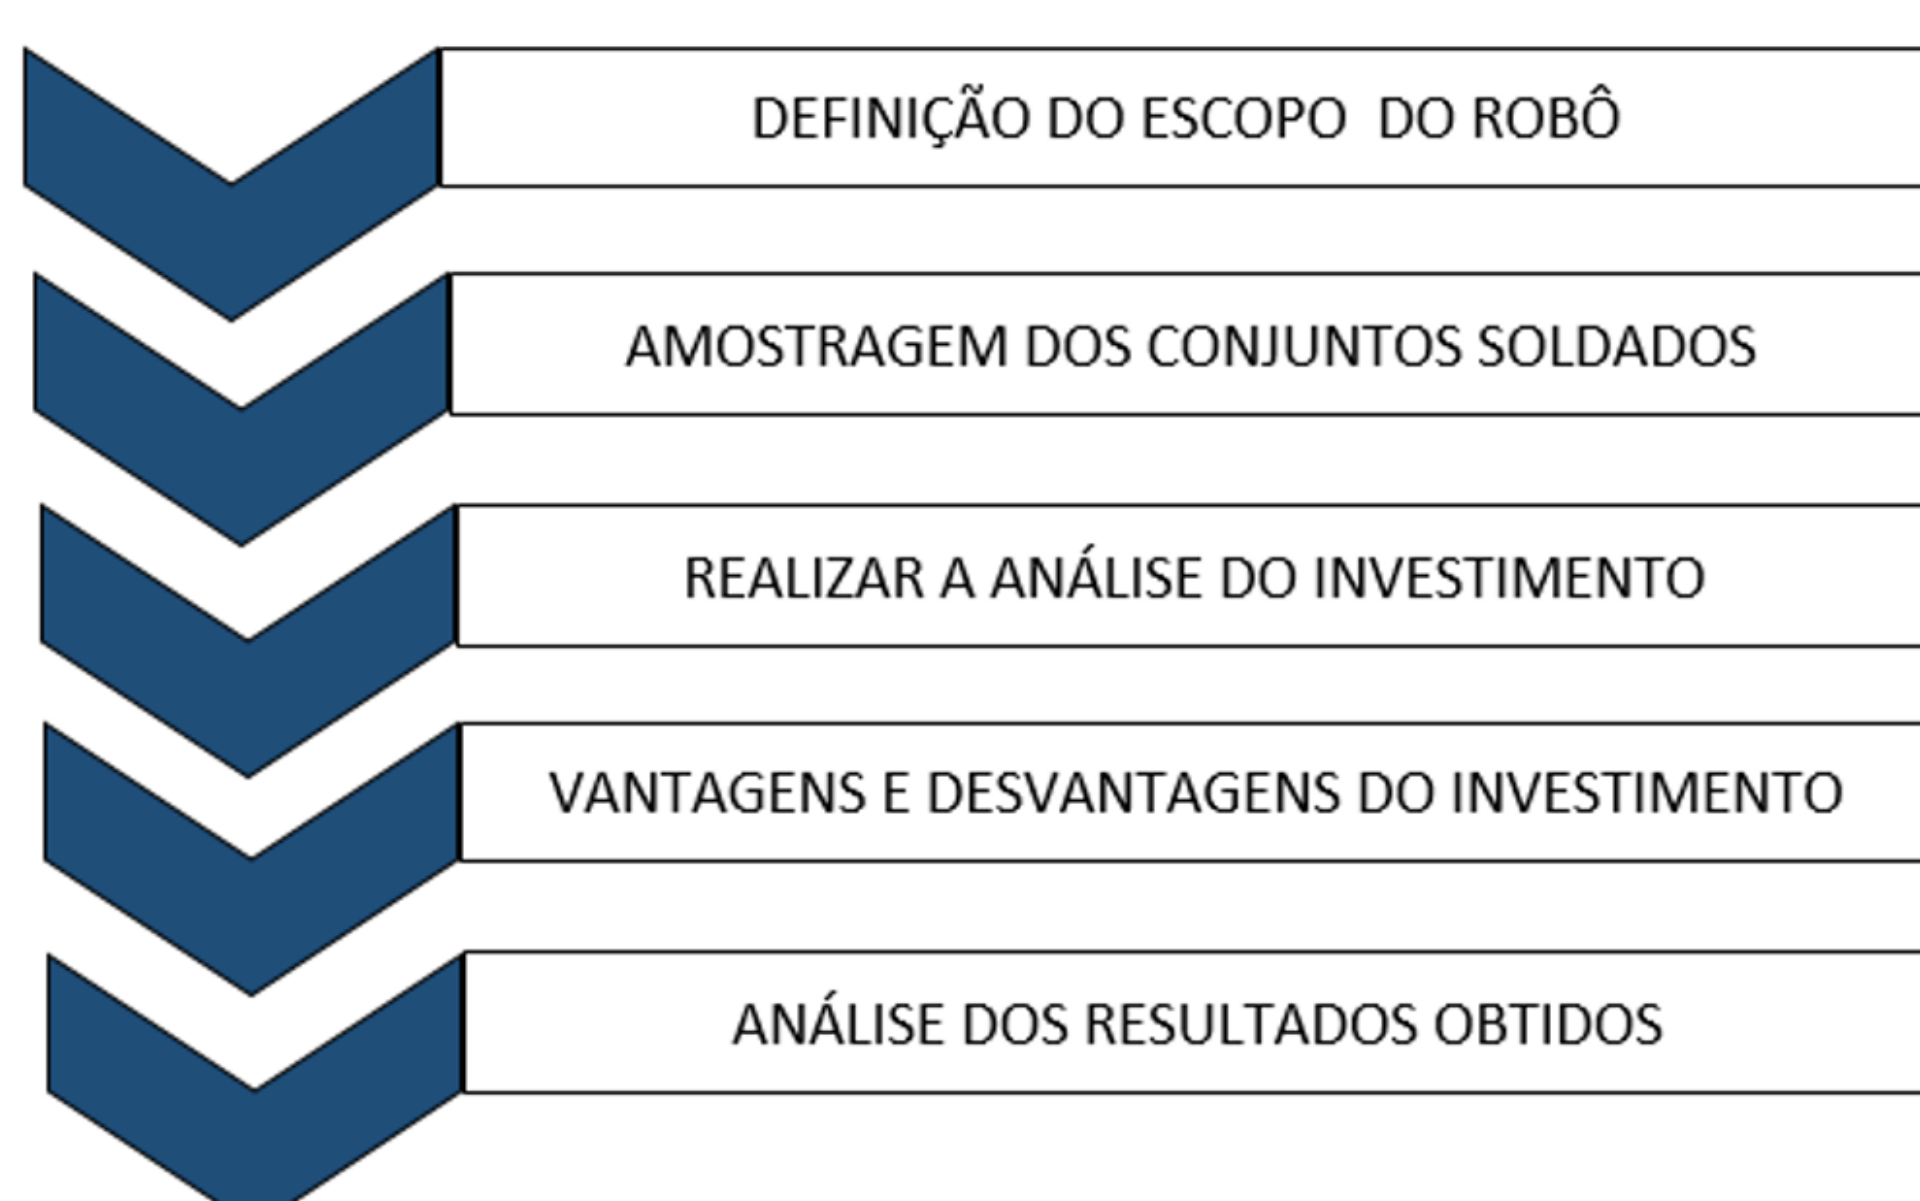 DEFINIÇÃO DO ESCOPO  DO ROBÔ
AMOSTRAGEM DOS CONJUNTOS SOLDADOS
REALIZAR A ANÁLISE DO INVESTIMENTO
VANTAGENS E DESVANTAGENS DO INVESTIMENTO
ANÁLISE DOS RESULTADOS OBTIDOS